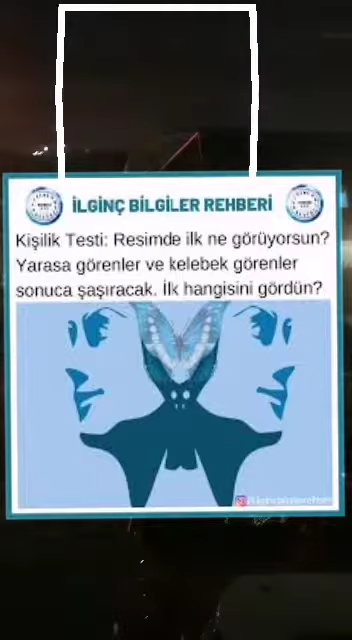 İLGİNÇ BİLGİLER REHBERİ
Kişilik Testi: Resimde ilk ne görüyorsun?
Yarasa görenler ve kelebek görenler
sonuca şaşıracak. İlk hangisini gördün?